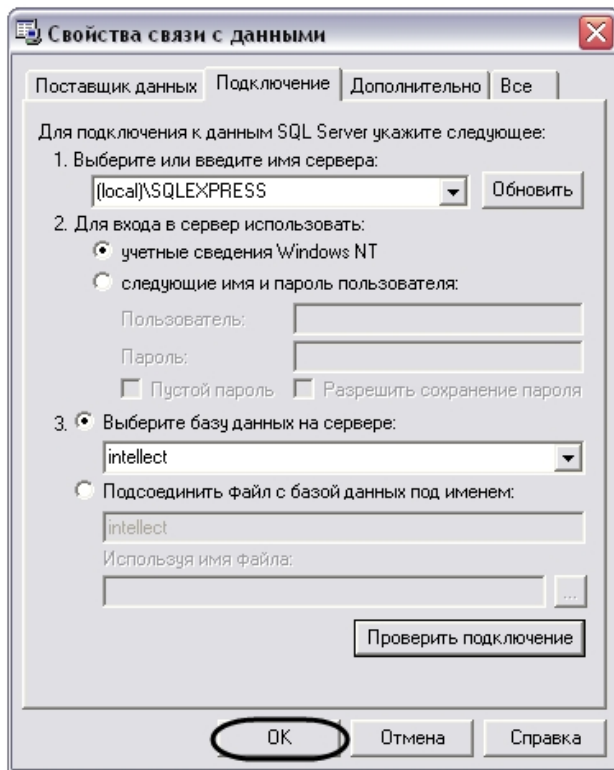 Свойства связи с данными
Поставщик данных Подключение Дополнительно Все
Для подключения к данным SQL Server укажите следующее:
1. Выберите или введите имя сервера:
(local)\SQLEXPRESS Обновить
2. Для входа в сервер использовать:
учетные сведения Windows NT
следующие имя и пароль пользователя:
Пользователь:
Пароль:
Пустой пароль Разрешить сохранение пароля
3. Выберите базу данных на сервере:
intellect
Подсоединить файл с базой данных под именем:
intellect
Используя имя файла:
...
Проверить подключение
OK Отмена Справка